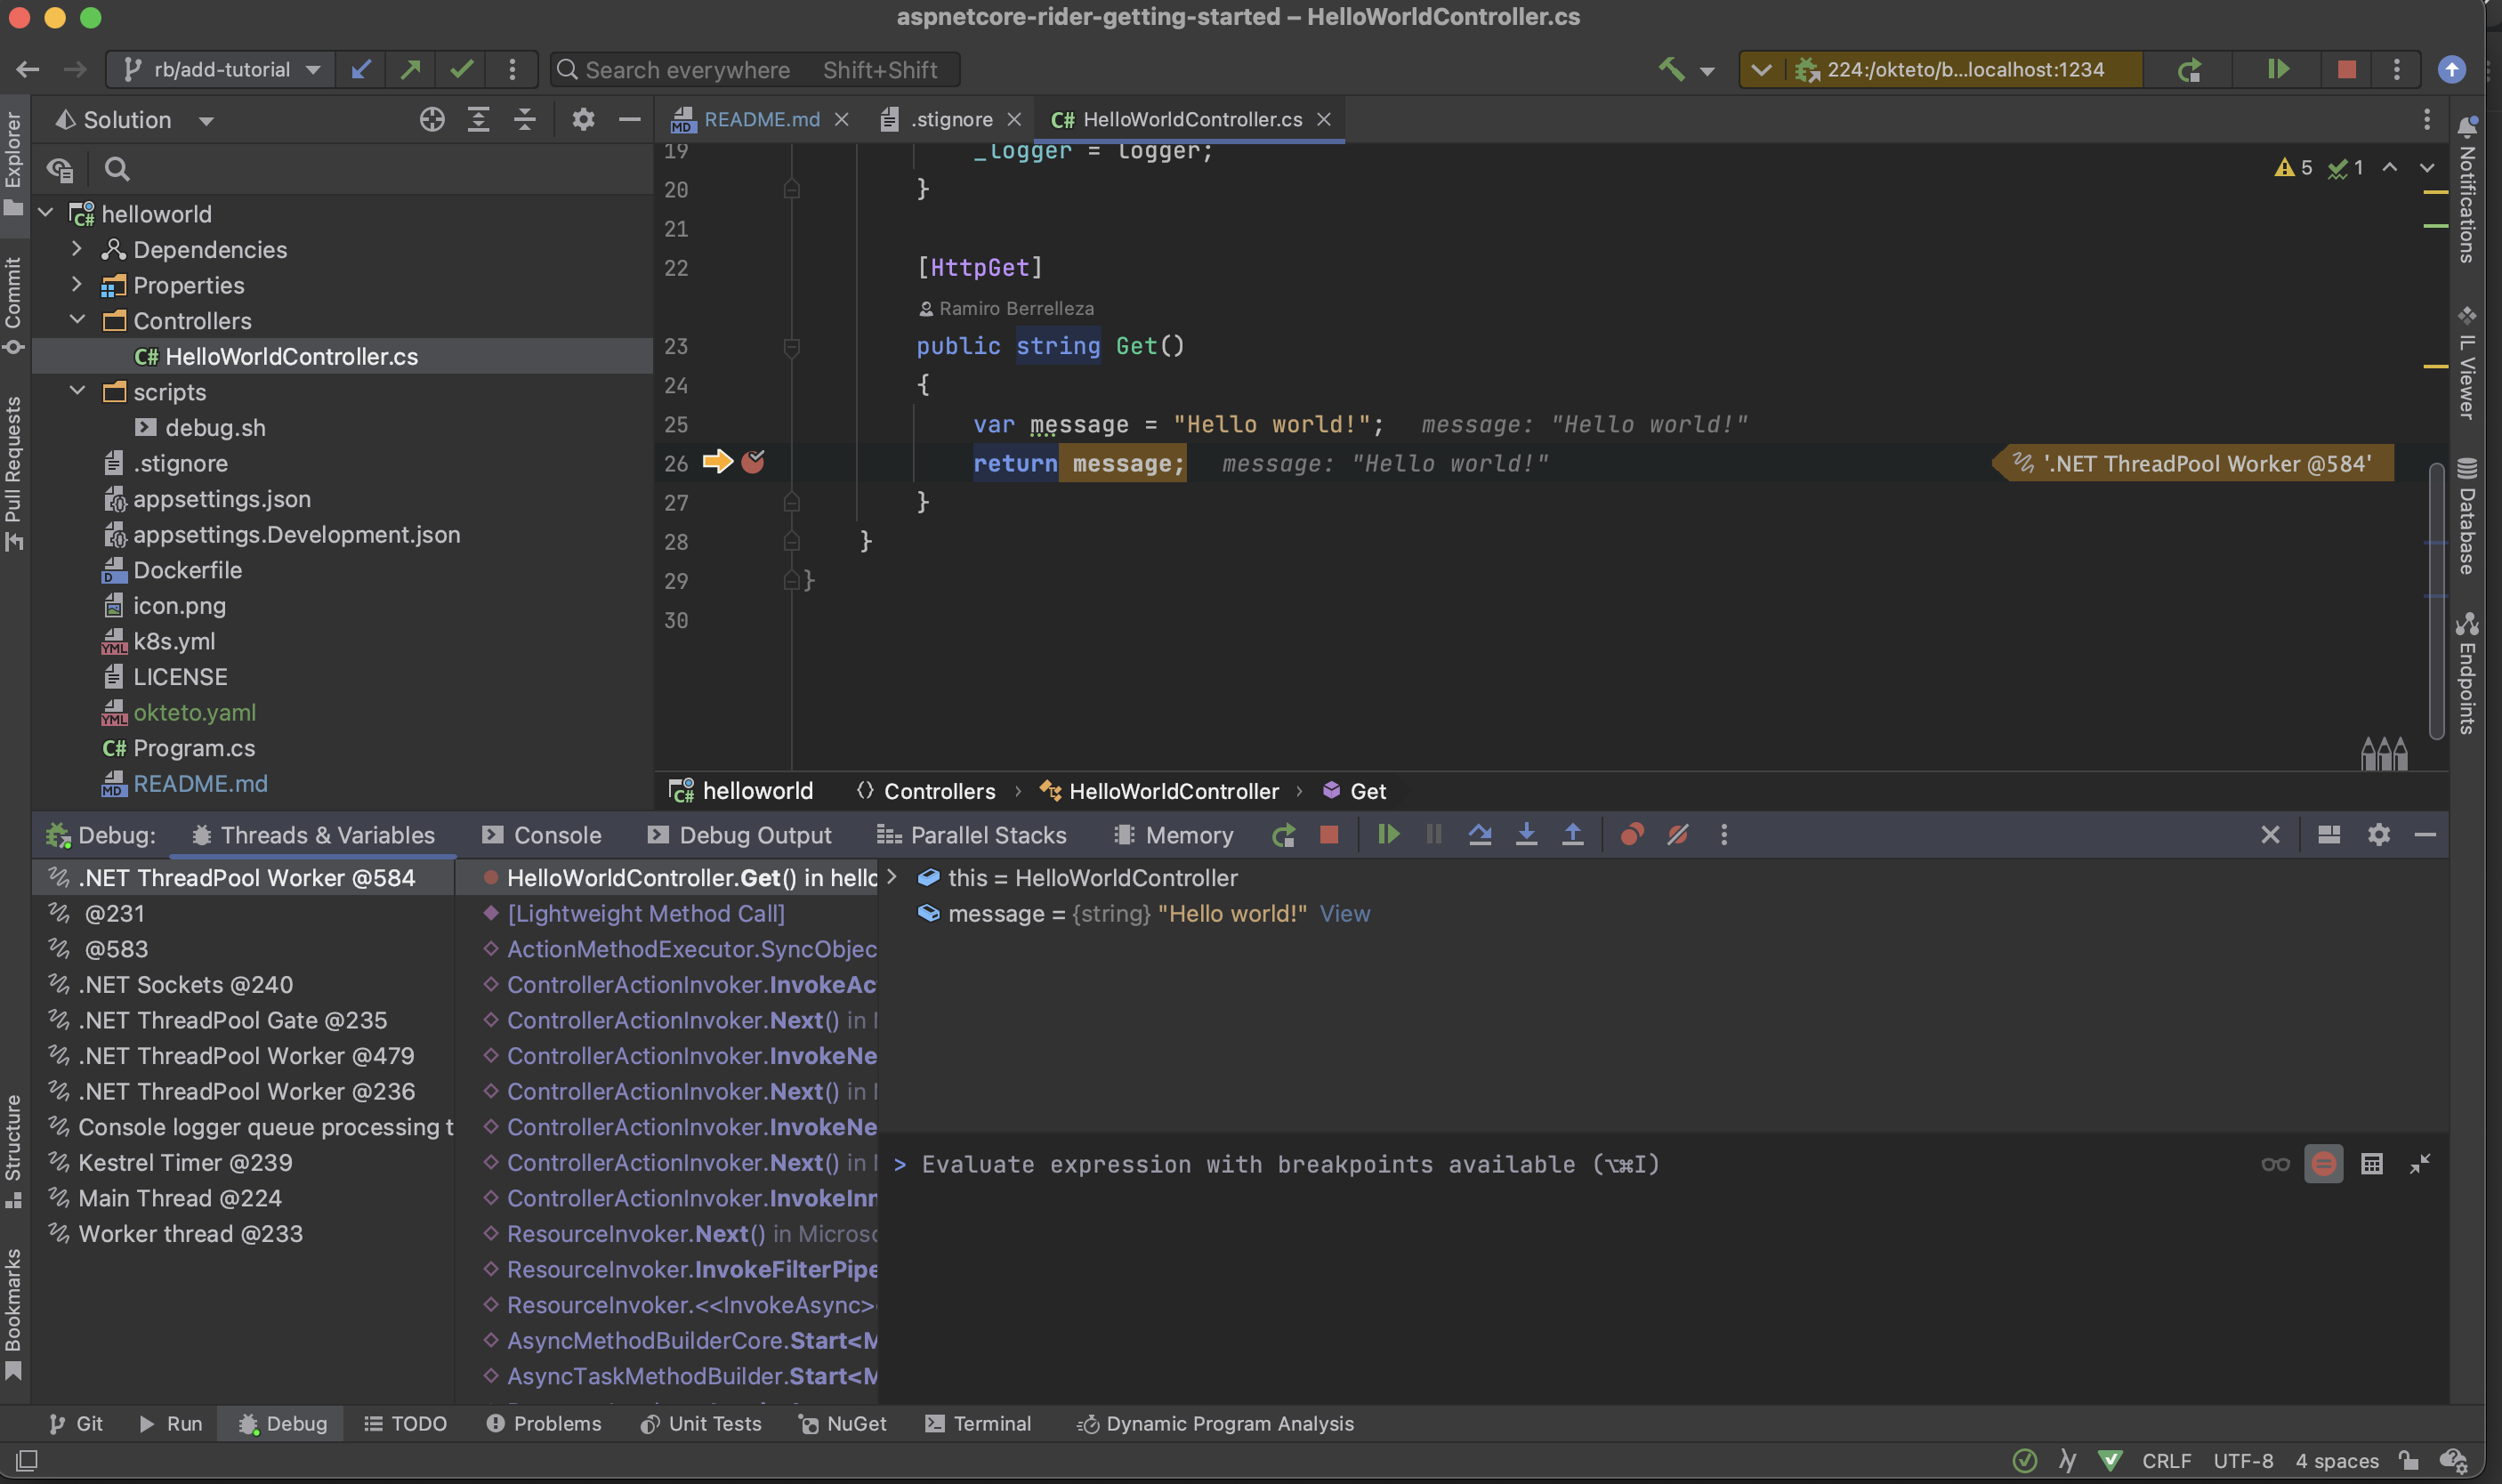 aspnetcore-rider-getting-started – HelloWorldController.cs
rb/add-tutorial
Search everywhere Shift+Shift
224:/okteto/b...localhost:1234
Explorer
Commit
Pull Requests
Structure
Bookmarks
Solution
helloworld
Dependencies
Properties
Controllers
C# HelloWorldController.cs
scripts
debug.sh
.stignore
appsettings.json
appsettings.Development.json
Dockerfile
icon.png
k8s.yml
LICENSE
okteto.yaml
C# Program.cs
README.md
README.md
.stignore
C# HelloWorldController.cs
5 1
19 _logger = logger;
20 }
21
22 [HttpGet]
Ramiro Berrelleza
23 public string Get()
24 {
25 var message = "Hello world!"; message: "Hello world!"
26 return message; message: "Hello world!" '.NET ThreadPool Worker @584'
27 }
28 }
29 }
30
helloworld {} Controllers › HelloWorldController › Get
Notifications
IL Viewer
Database
Endpoints
Debug: Threads & Variables Console Debug Output Parallel Stacks Memory
.NET ThreadPool Worker @584
@231
@583
.NET Sockets @240
.NET ThreadPool Gate @235
.NET ThreadPool Worker @479
.NET ThreadPool Worker @236
Console logger queue processing t
Kestrel Timer @239
Main Thread @224
Worker thread @233
HelloWorldController.Get() in hello
[Lightweight Method Call]
ActionMethodExecutor.SyncObjec
ControllerActionInvoker.InvokeAc
ControllerActionInvoker.Next() in
ControllerActionInvoker.InvokeNe
ControllerActionInvoker.Next() in
ControllerActionInvoker.InvokeNe
ControllerActionInvoker.Next() in
ControllerActionInvoker.InvokeInn
ResourceInvoker.Next() in Microso
ResourceInvoker.InvokeFilterPipe
ResourceInvoker.<<InvokeAsync>
AsyncMethodBuilderCore.Start<M
AsyncTaskMethodBuilder.Start<M
this = HelloWorldController
message = {string} "Hello world!" View
> Evaluate expression with breakpoints available (⌥⌘I)
Git Run Debug TODO Problems Unit Tests NuGet Terminal Dynamic Program Analysis
CRLF UTF-8 4 spaces